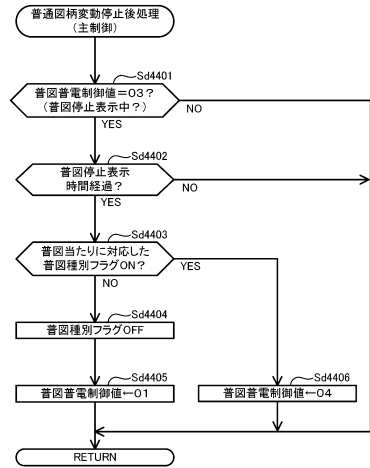 普通図柄変動停止後処理
(主制御)
Sd4401
普図普電制御値=03?
(普図停止表示中?)
NO
YES
Sd4402
普図停止表示
時間経過?
NO
YES
Sd4403
普図当たりに対応した
普図種別フラグON?
YES
NO
Sd4404
普図種別フラグOFF
Sd4405
普図普電制御値←01
Sd4406
普図普電制御値←04
RETURN